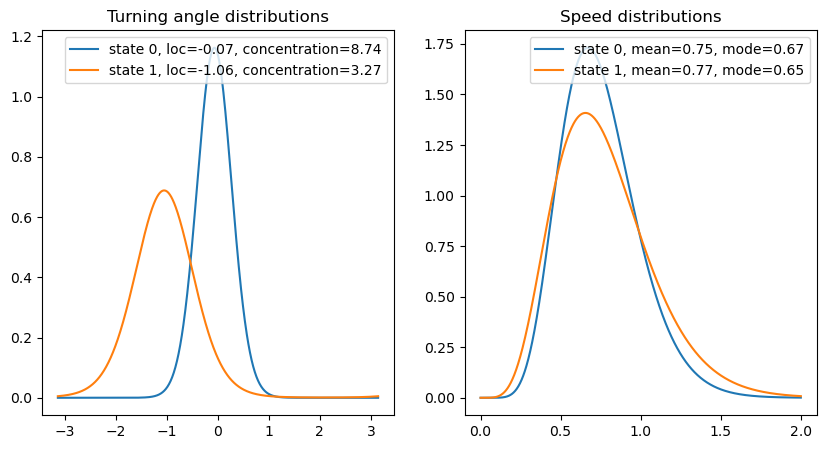 Turning angle distributions
state 0, loc=-0.07, concentration=8.74
state 1, loc=-1.06, concentration=3.27
1.2
1.0
0.8
0.6
0.4
0.2
0.0
−3 −2 −1 0 1 2 3
Speed distributions
state 0, mean=0.75, mode=0.67
state 1, mean=0.77, mode=0.65
1.75
1.50
1.25
1.00
0.75
0.50
0.25
0.00
0.0 0.5 1.0 1.5 2.0